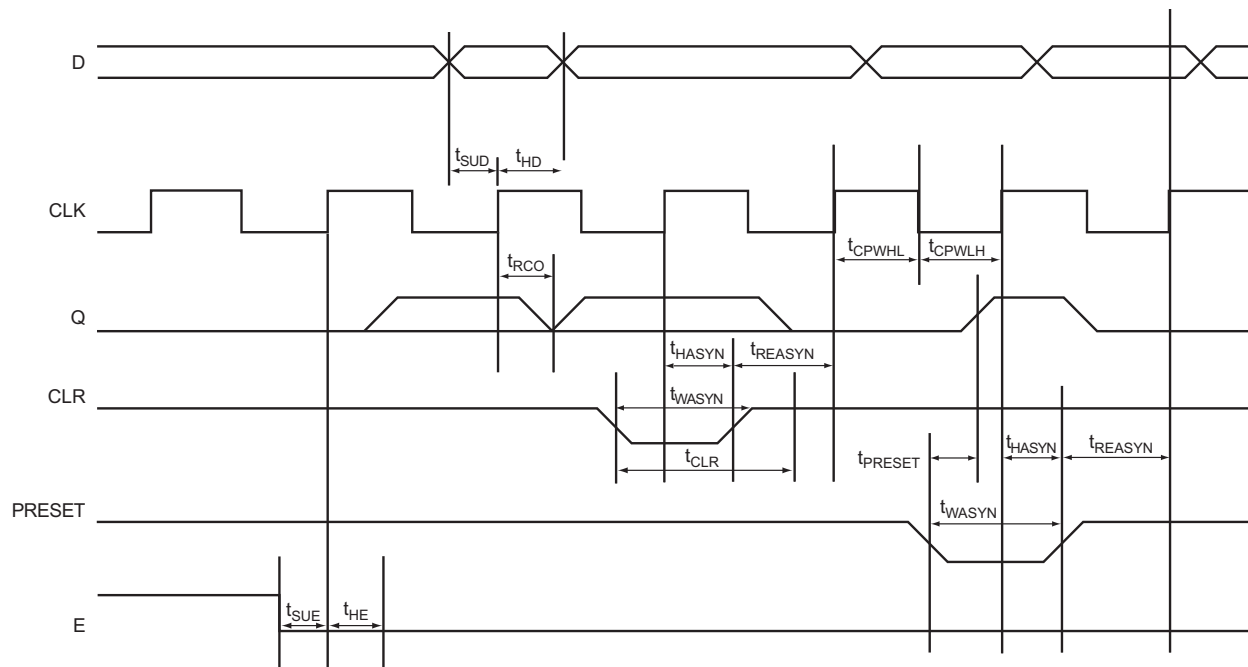 D
tSUD
tHD
CLK
tCPWHL
tCPWLH
tRCO
Q
tHASYN
tREASYN
CLR
tWASYN
tCLR
tPRESET
tHASYN
tREASYN
PRESET
tWASYN
E
tSUE
tHE